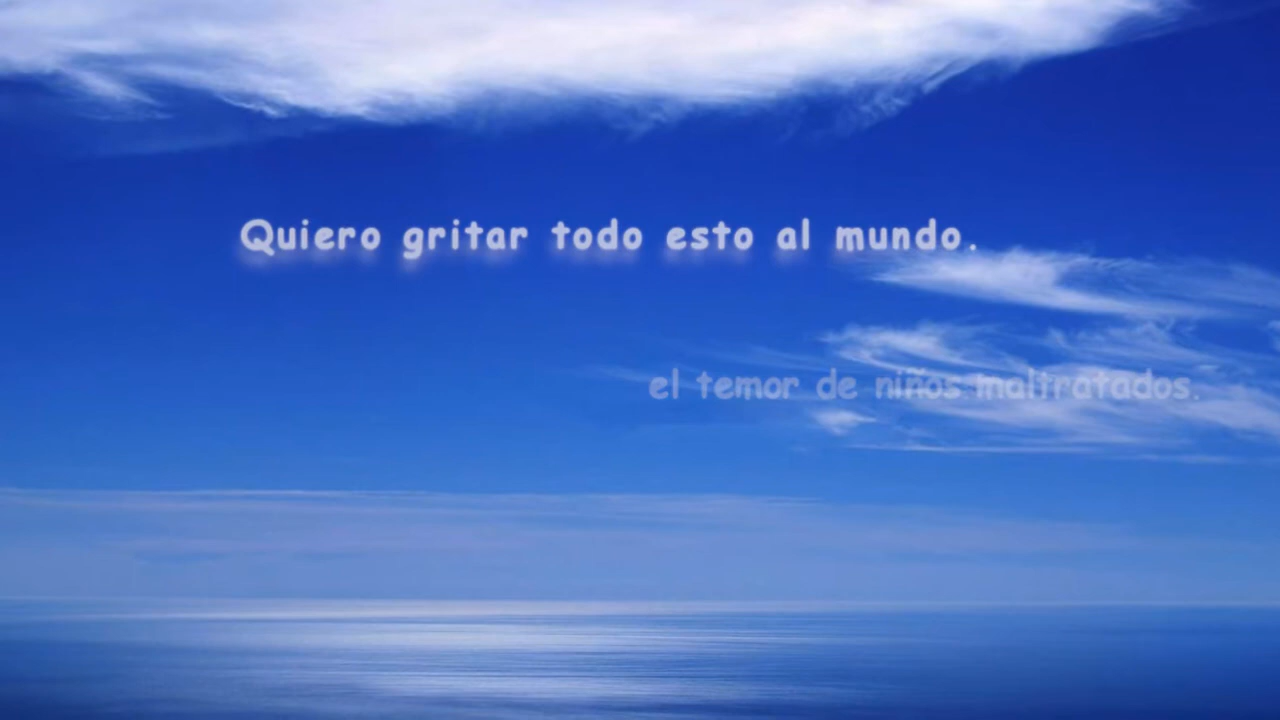 Quiero gritar todo esto al mundo.
el temor de niños maltratados.